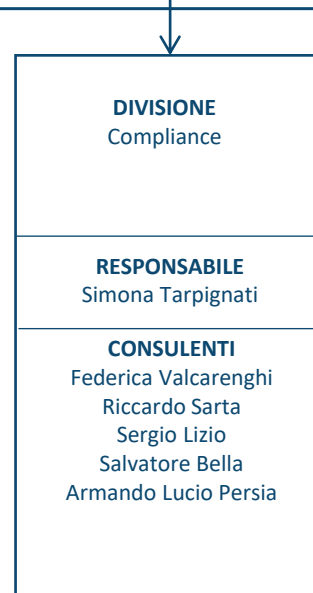 DIVISIONE
Compliance
RESPONSABILE
Simona Tarpignati
CONSULENTI
Federica Valcarenghi
Riccardo Sarta
Sergio Lizio
Salvatore Bella
Armando Lucio Persia